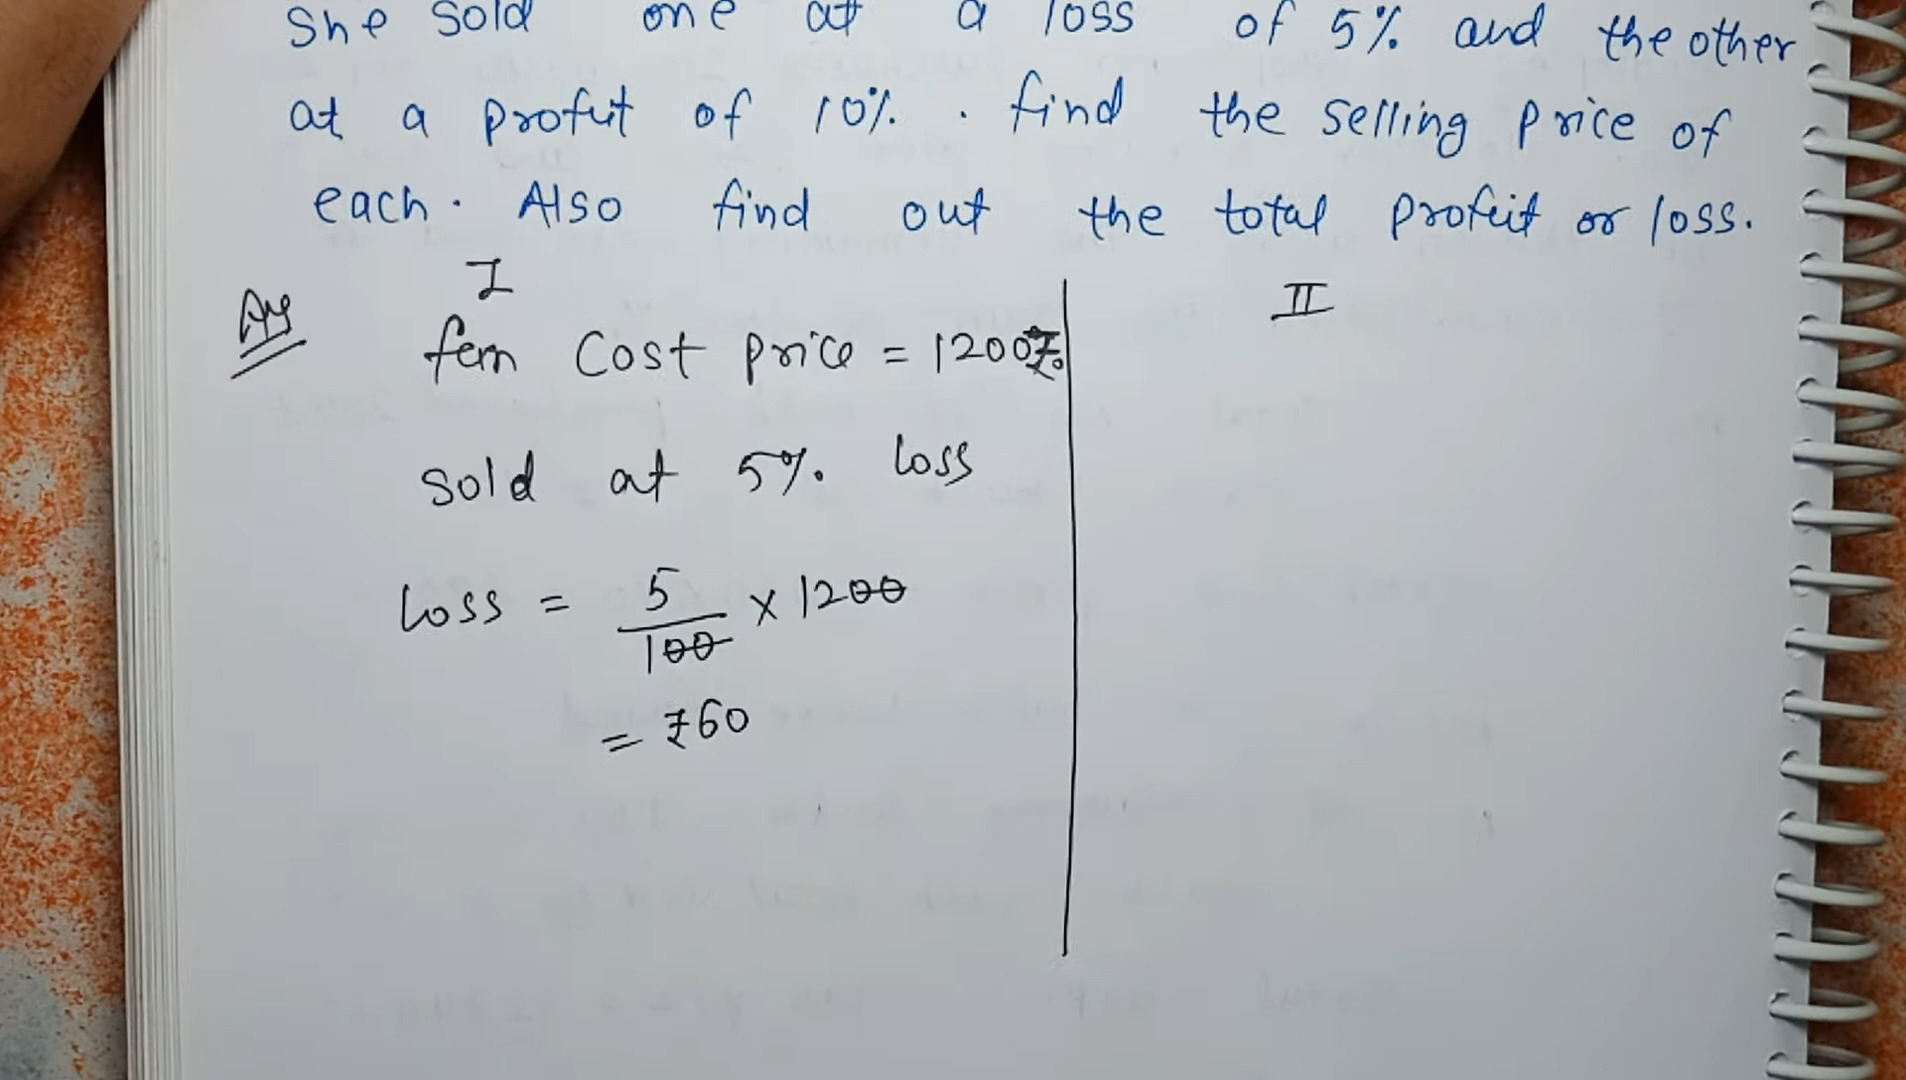 She sold one at a loss of 5% and the other
at a profit of 10%. find the selling price of
each. Also find out the total profit or loss.
Ans
I
fan Cost price = 1200₹
sold at 5% loss
loss = 5/100 x 1200
= ₹60
II